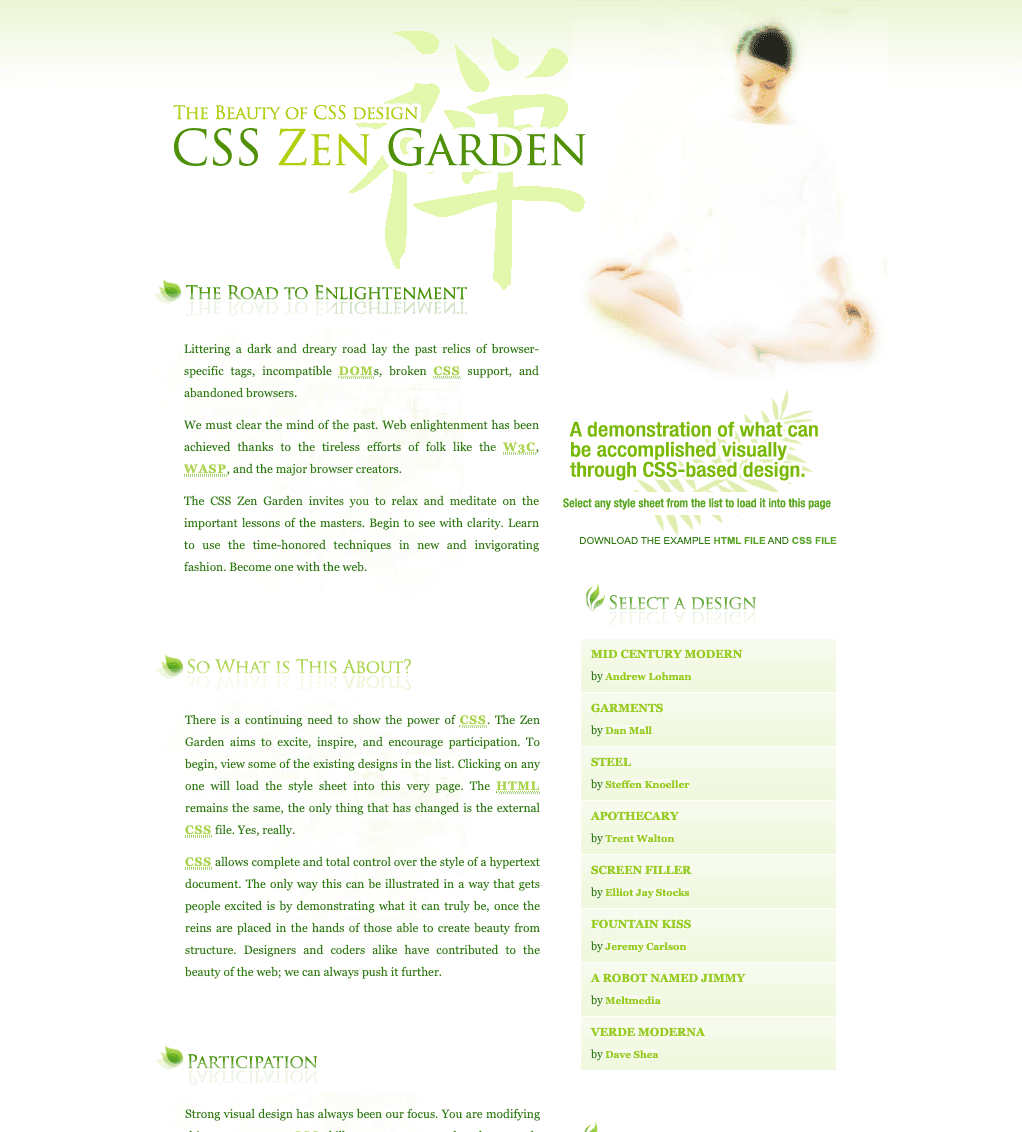 禅
THE BEAUTY OF CSS DESIGN
CSS ZEN GARDEN
THE ROAD TO ENLIGHTENMENT
Littering a dark and dreary road lay the past relics of browser-
specific tags, incompatible DOMs, broken CSS support, and
abandoned browsers.
We must clear the mind of the past. Web enlightenment has been
achieved thanks to the tireless efforts of folk like the W3C,
WASP, and the major browser creators.
The CSS Zen Garden invites you to relax and meditate on the
important lessons of the masters. Begin to see with clarity. Learn
to use the time-honored techniques in new and invigorating
fashion. Become one with the web.
SO WHAT IS THIS ABOUT?
There is a continuing need to show the power of CSS. The Zen
Garden aims to excite, inspire, and encourage participation. To
begin, view some of the existing designs in the list. Clicking on any
one will load the style sheet into this very page. The HTML
remains the same, the only thing that has changed is the external
CSS file. Yes, really.
CSS allows complete and total control over the style of a hypertext
document. The only way this can be illustrated in a way that gets
people excited is by demonstrating what it can truly be, once the
reins are placed in the hands of those able to create beauty from
structure. Designers and coders alike have contributed to the
beauty of the web; we can always push it further.
PARTICIPATION
Strong visual design has always been our focus. You are modifying
A demonstration of what can
be accomplished visually
through CSS-based design.
Select any style sheet from the list to load it into this page
DOWNLOAD THE EXAMPLE HTML FILE AND CSS FILE
SELECT A DESIGN
MID CENTURY MODERN
by Andrew Lohman
GARMENTS
by Dan Mall
STEEL
by Steffen Knoeller
APOTHECARY
by Trent Walton
SCREEN FILLER
by Elliot Jay Stocks
FOUNTAIN KISS
by Jeremy Carlson
A ROBOT NAMED JIMMY
by Meltmedia
VERDE MODERNA
by Dave Shea